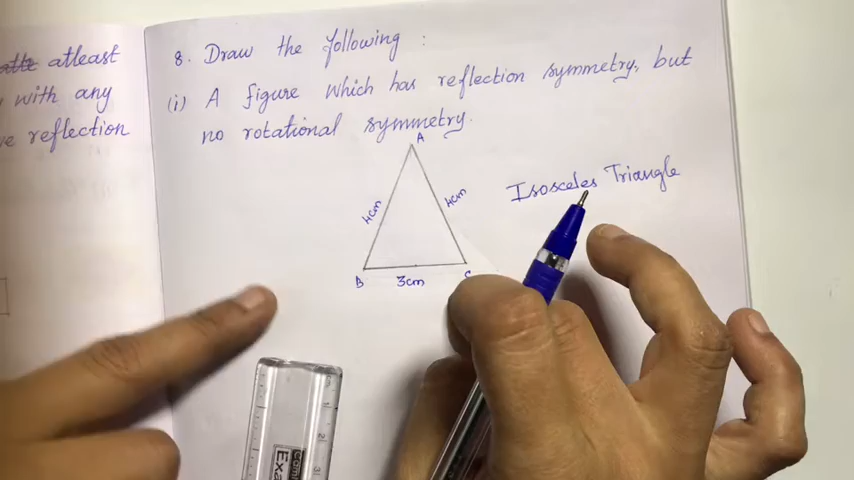 atleast
with any
reflection
8. Draw the following :
(i) A figure which has reflection symmetry, but
no rotational symmetry.
A
4cm
4cm
Isosceles Triangle
B
3cm
C
Exa